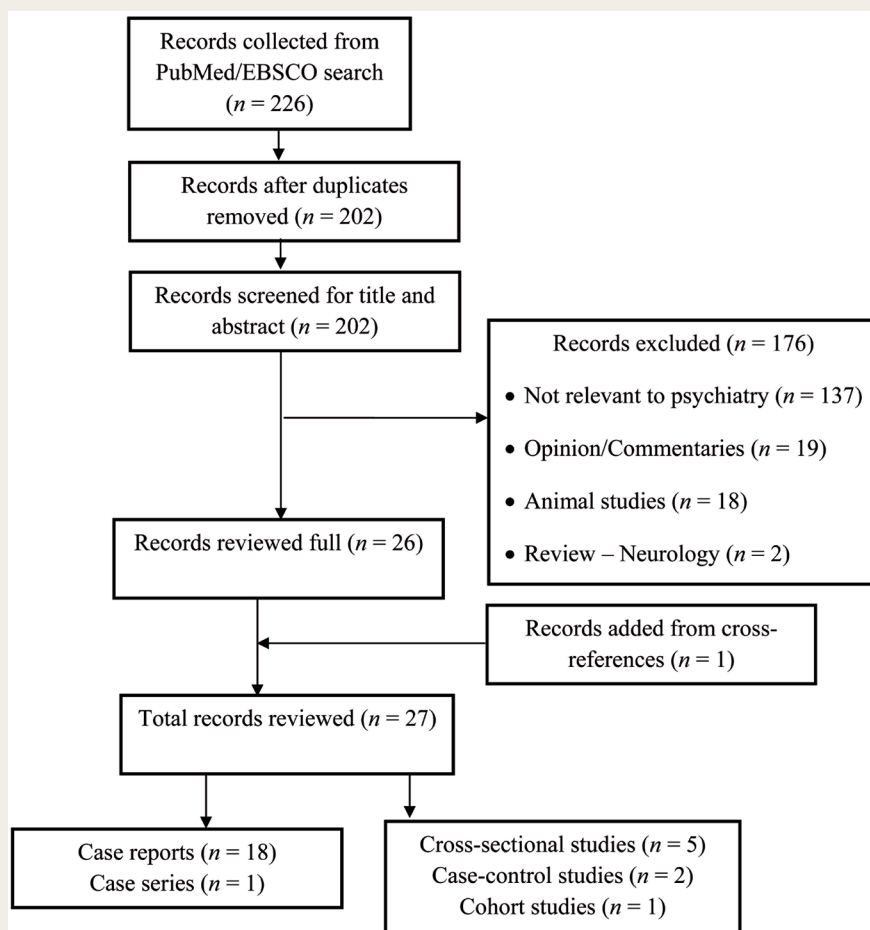 Records collected from
PubMed/EBSCO search
(n = 226)
Records after duplicates
removed (n = 202)
Records screened for title and
abstract (n = 202)
Records excluded (n = 176)
• Not relevant to psychiatry (n = 137)
• Opinion/Commentaries (n = 19)
• Animal studies (n = 18)
• Review – Neurology (n = 2)
Records reviewed full (n = 26)
Records added from cross-
references (n = 1)
Total records reviewed (n = 27)
Case reports (n = 18)
Case series (n = 1)
Cross-sectional studies (n = 5)
Case-control studies (n = 2)
Cohort studies (n = 1)